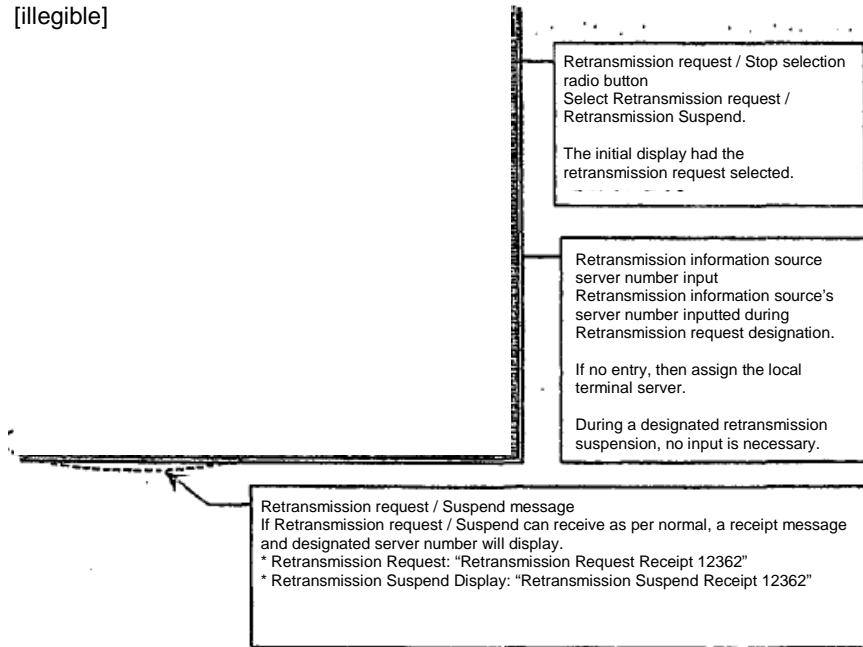 [illegible]
Retransmission request / Stop selection
radio button
Select Retransmission request /
Retransmission Suspend.
The initial display had the
retransmission request selected.
Retransmission information source
server number input
Retransmission information source's
server number inputted during
Retransmission request designation.
If no entry, then assign the local
terminal server.
During a designated retransmission
suspension, no input is necessary.
Retransmission request / Suspend message
If Retransmission request / Suspend can receive as per normal, a receipt message
and designated server number will display.
* Retransmission Request: “Retransmission Request Receipt 12362”
* Retransmission Suspend Display: “Retransmission Suspend Receipt 12362”